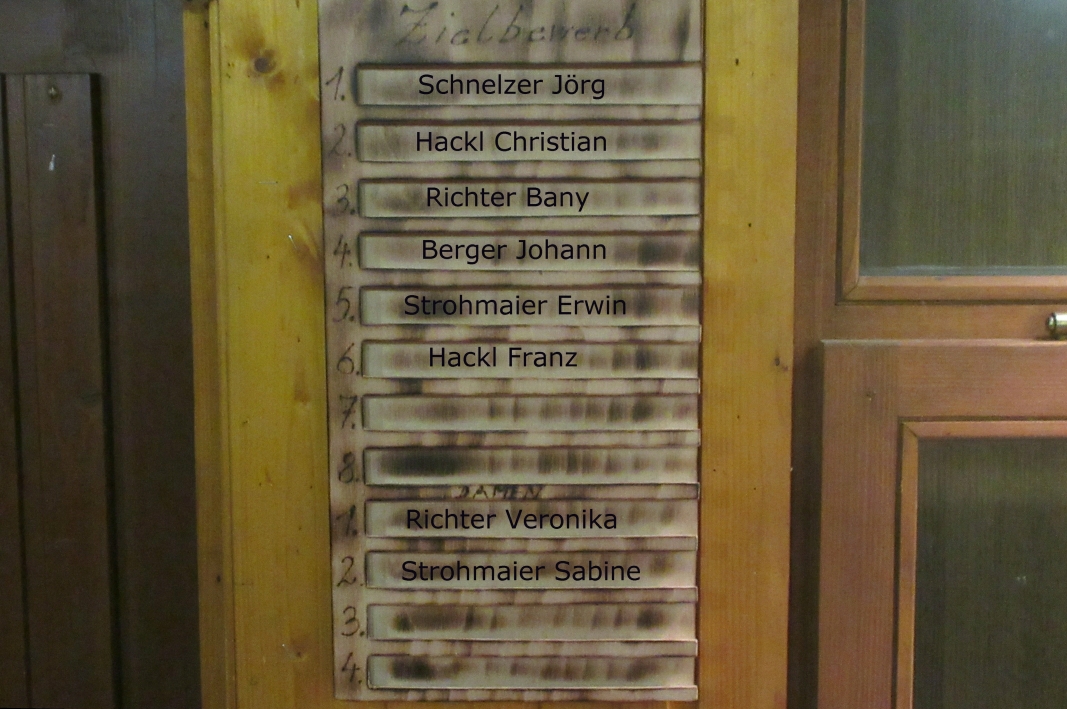 Zielbewerb
1. Schnelzer Jörg
2. Hackl Christian
3. Richter Bany
4. Berger Johann
5. Strohmaier Erwin
6. Hackl Franz
7.
8.
DAMEN
1. Richter Veronika
2. Strohmaier Sabine
3.
4.